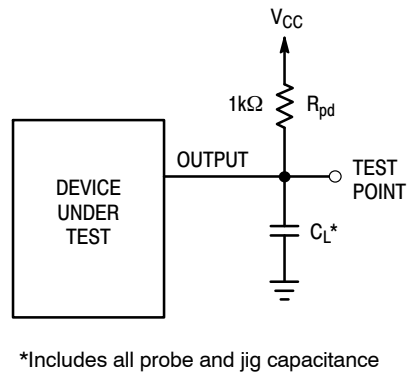 VCC
1kΩ Rpd
OUTPUT
TEST
POINT
DEVICE
UNDER
TEST
CL*
*Includes all probe and jig capacitance